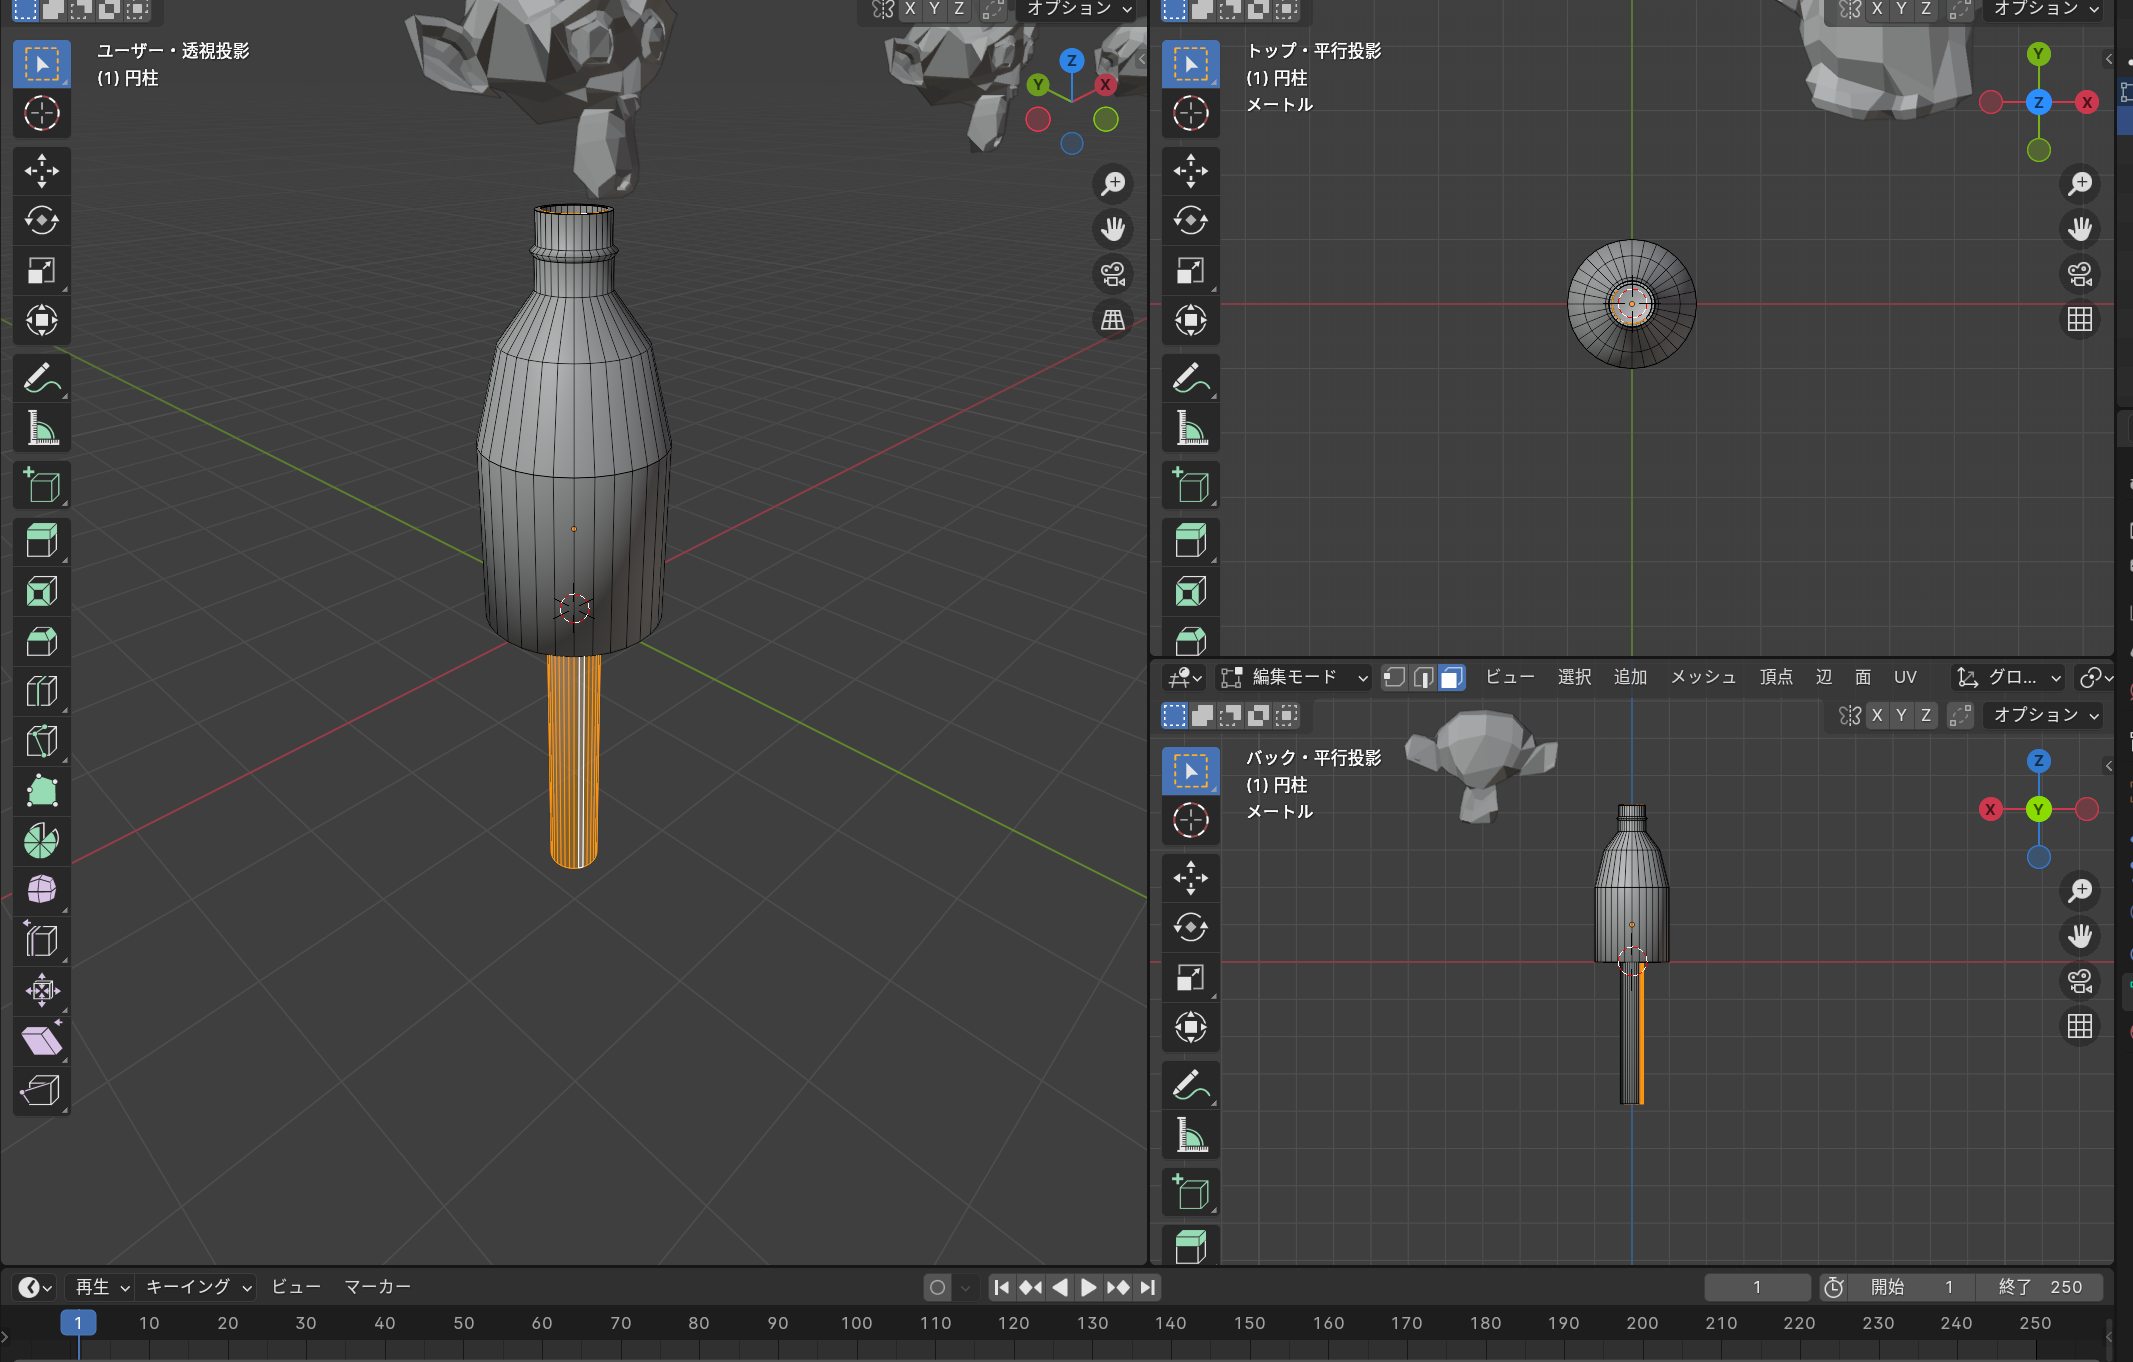 X Y Z オプション
ユーザー・透視投影
(1) 円柱
Z
Y
X
X Y Z オプション
トップ・平行投影
(1) 円柱
メートル
Y
Z
X
編集モード ビュー 選択 追加 メッシュ 頂点 辺 面 UV グロ...
X Y Z オプション
バック・平行投影
(1) 円柱
メートル
Z
X
Y
再生 キーイング ビュー マーカー 1 開始 1 終了 250
1 10 20 30 40 50 60 70 80 90 100 110 120 130 140 150 160 170 180 190 200 210 220 230 240 250